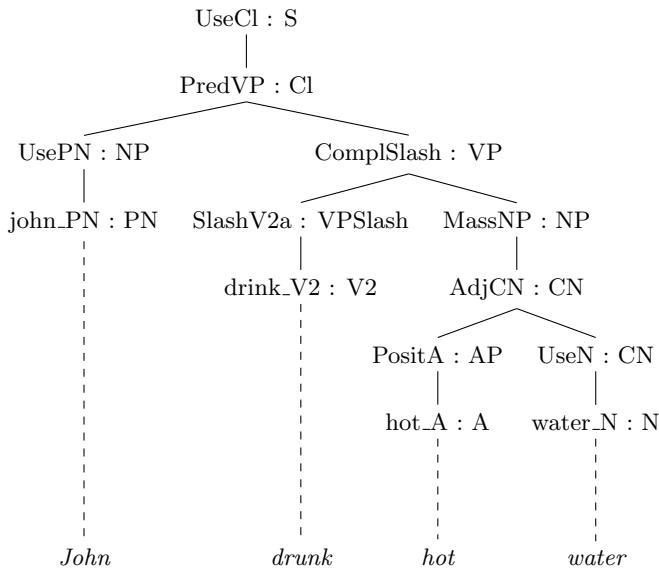 UseCl : S
PredVP : Cl
UsePN : NP ComplSlash : VP
john_PN : PN SlashV2a : VPSlash MassNP : NP
drink_V2 : V2 AdjCN : CN
PositA : AP UseN : CN
hot_A : A water_N : N
John drunk hot water